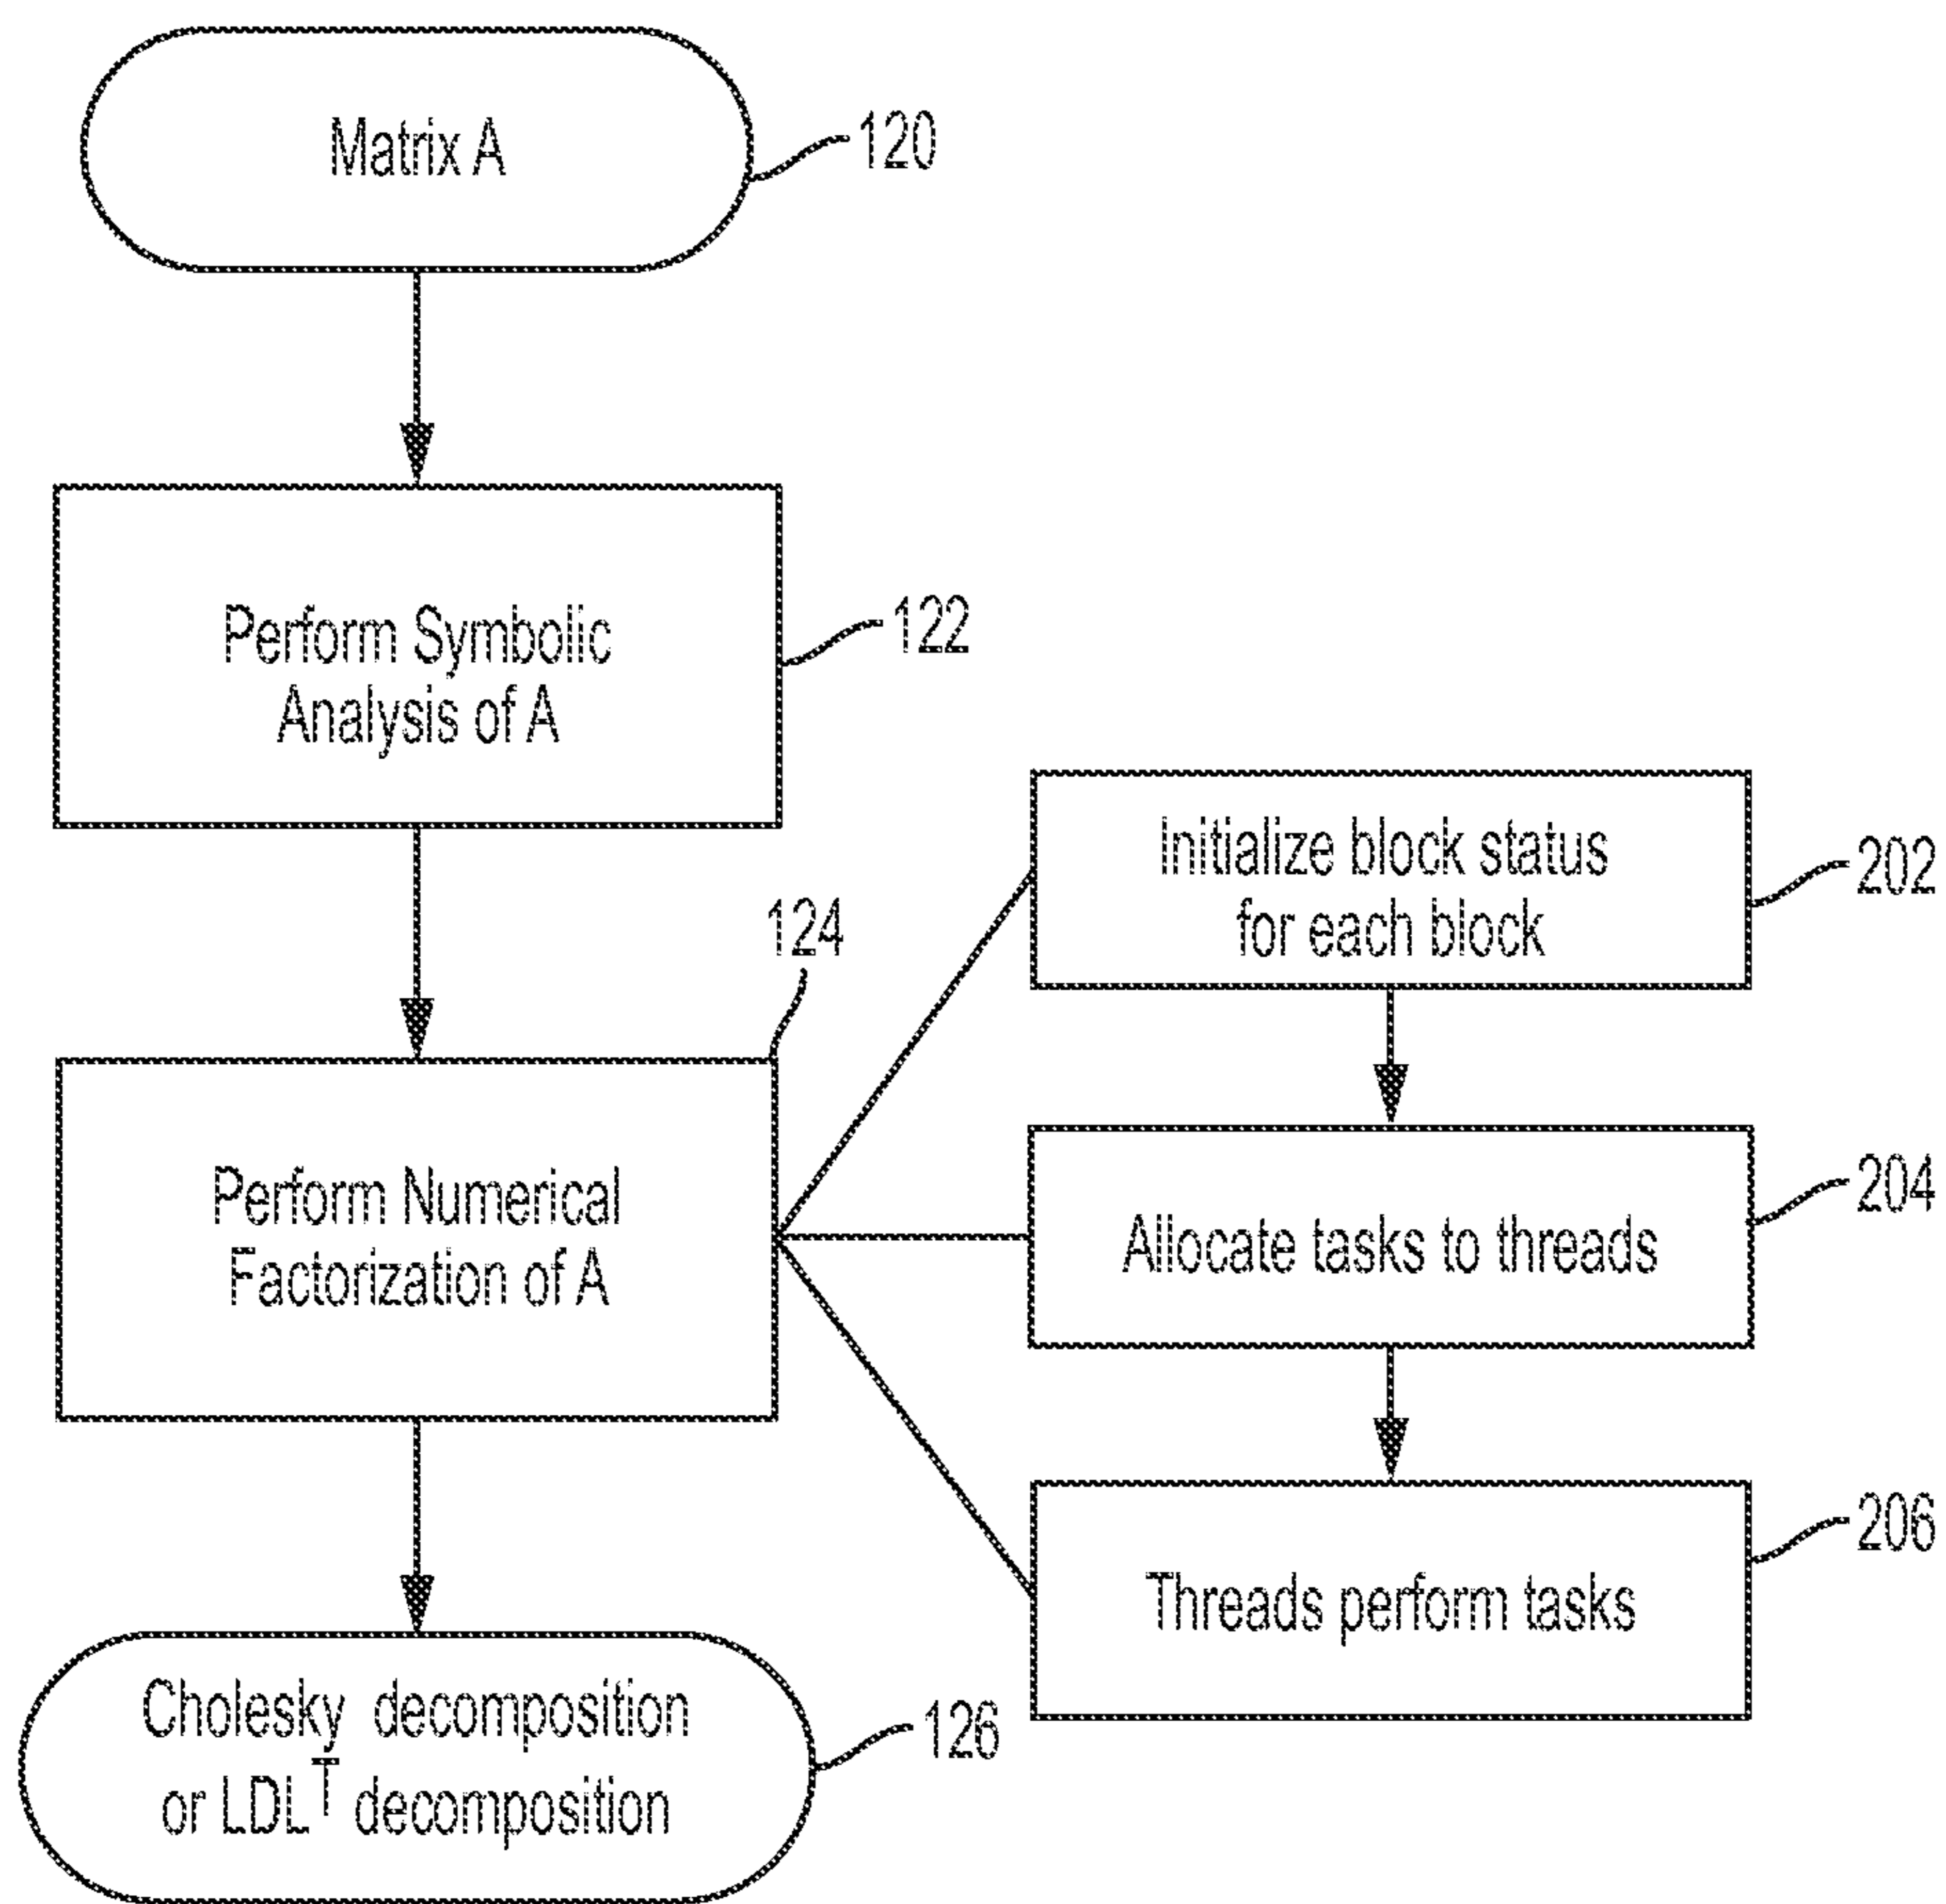 Matrix A
120
Perform Symbolic
Analysis of A
122
124
Perform Numerical
Factorization of A
Initialize block status
for each block
202
Allocate tasks to threads
204
Threads perform tasks
206
Cholesky decomposition
or LDLᵀ decomposition
126